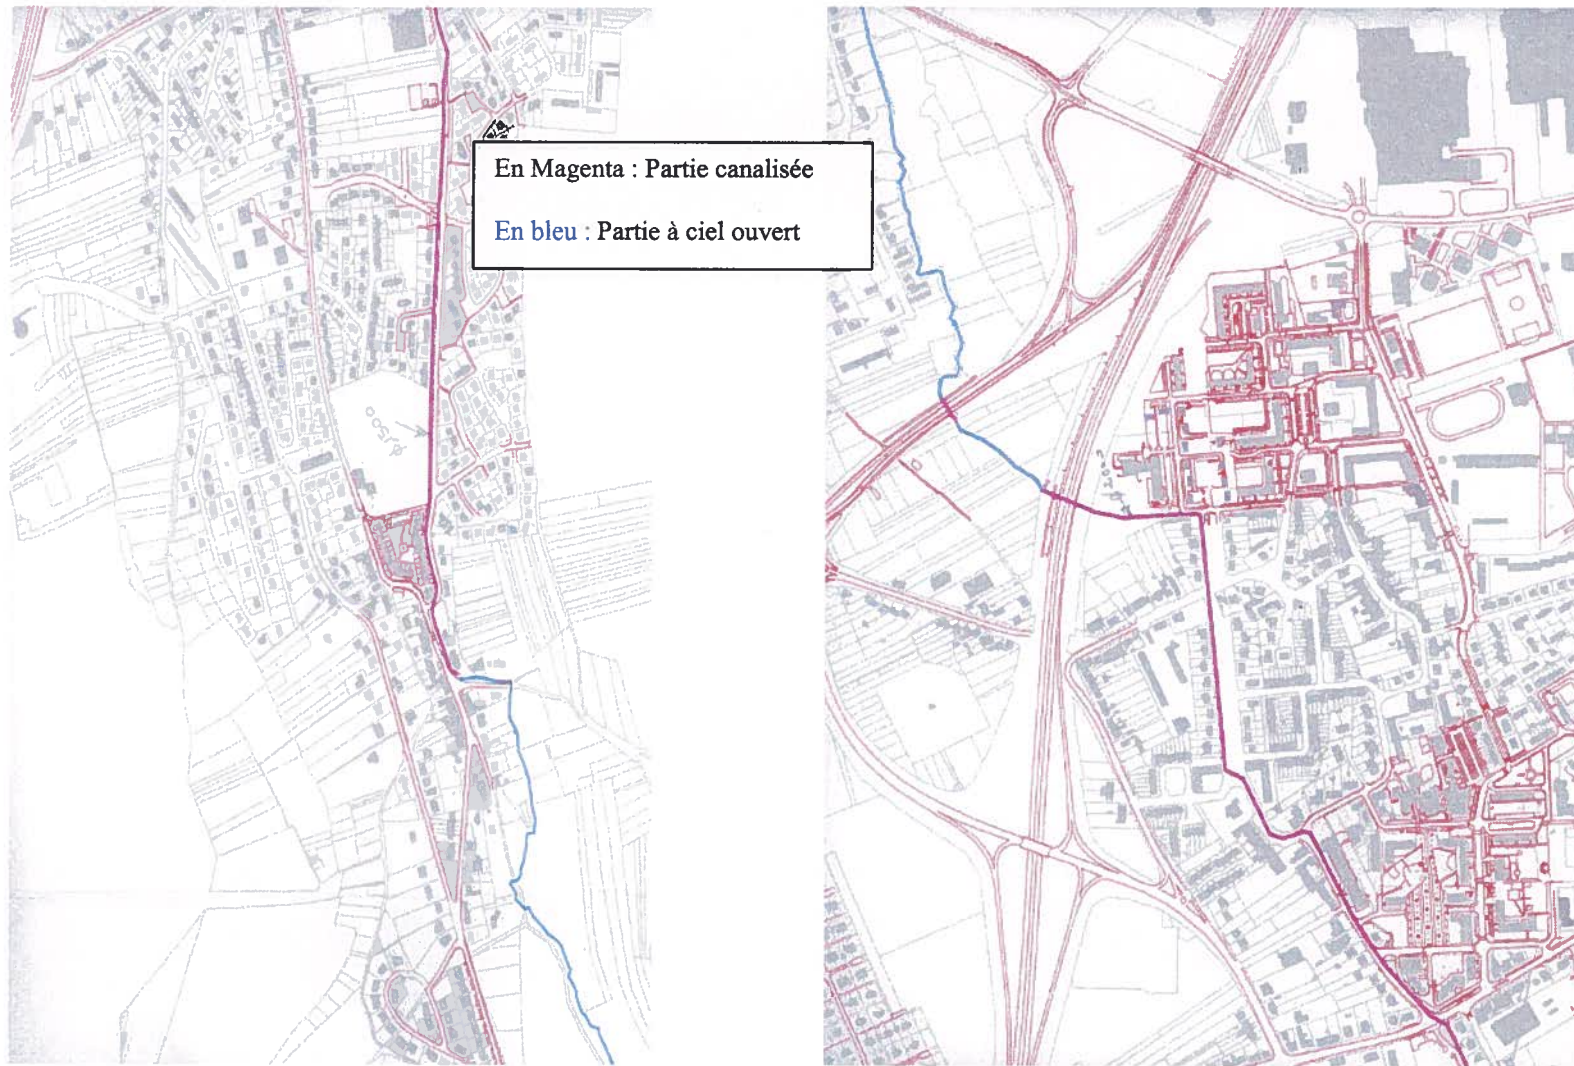 En Magenta : Partie canalisée
En bleu : Partie à ciel ouvert